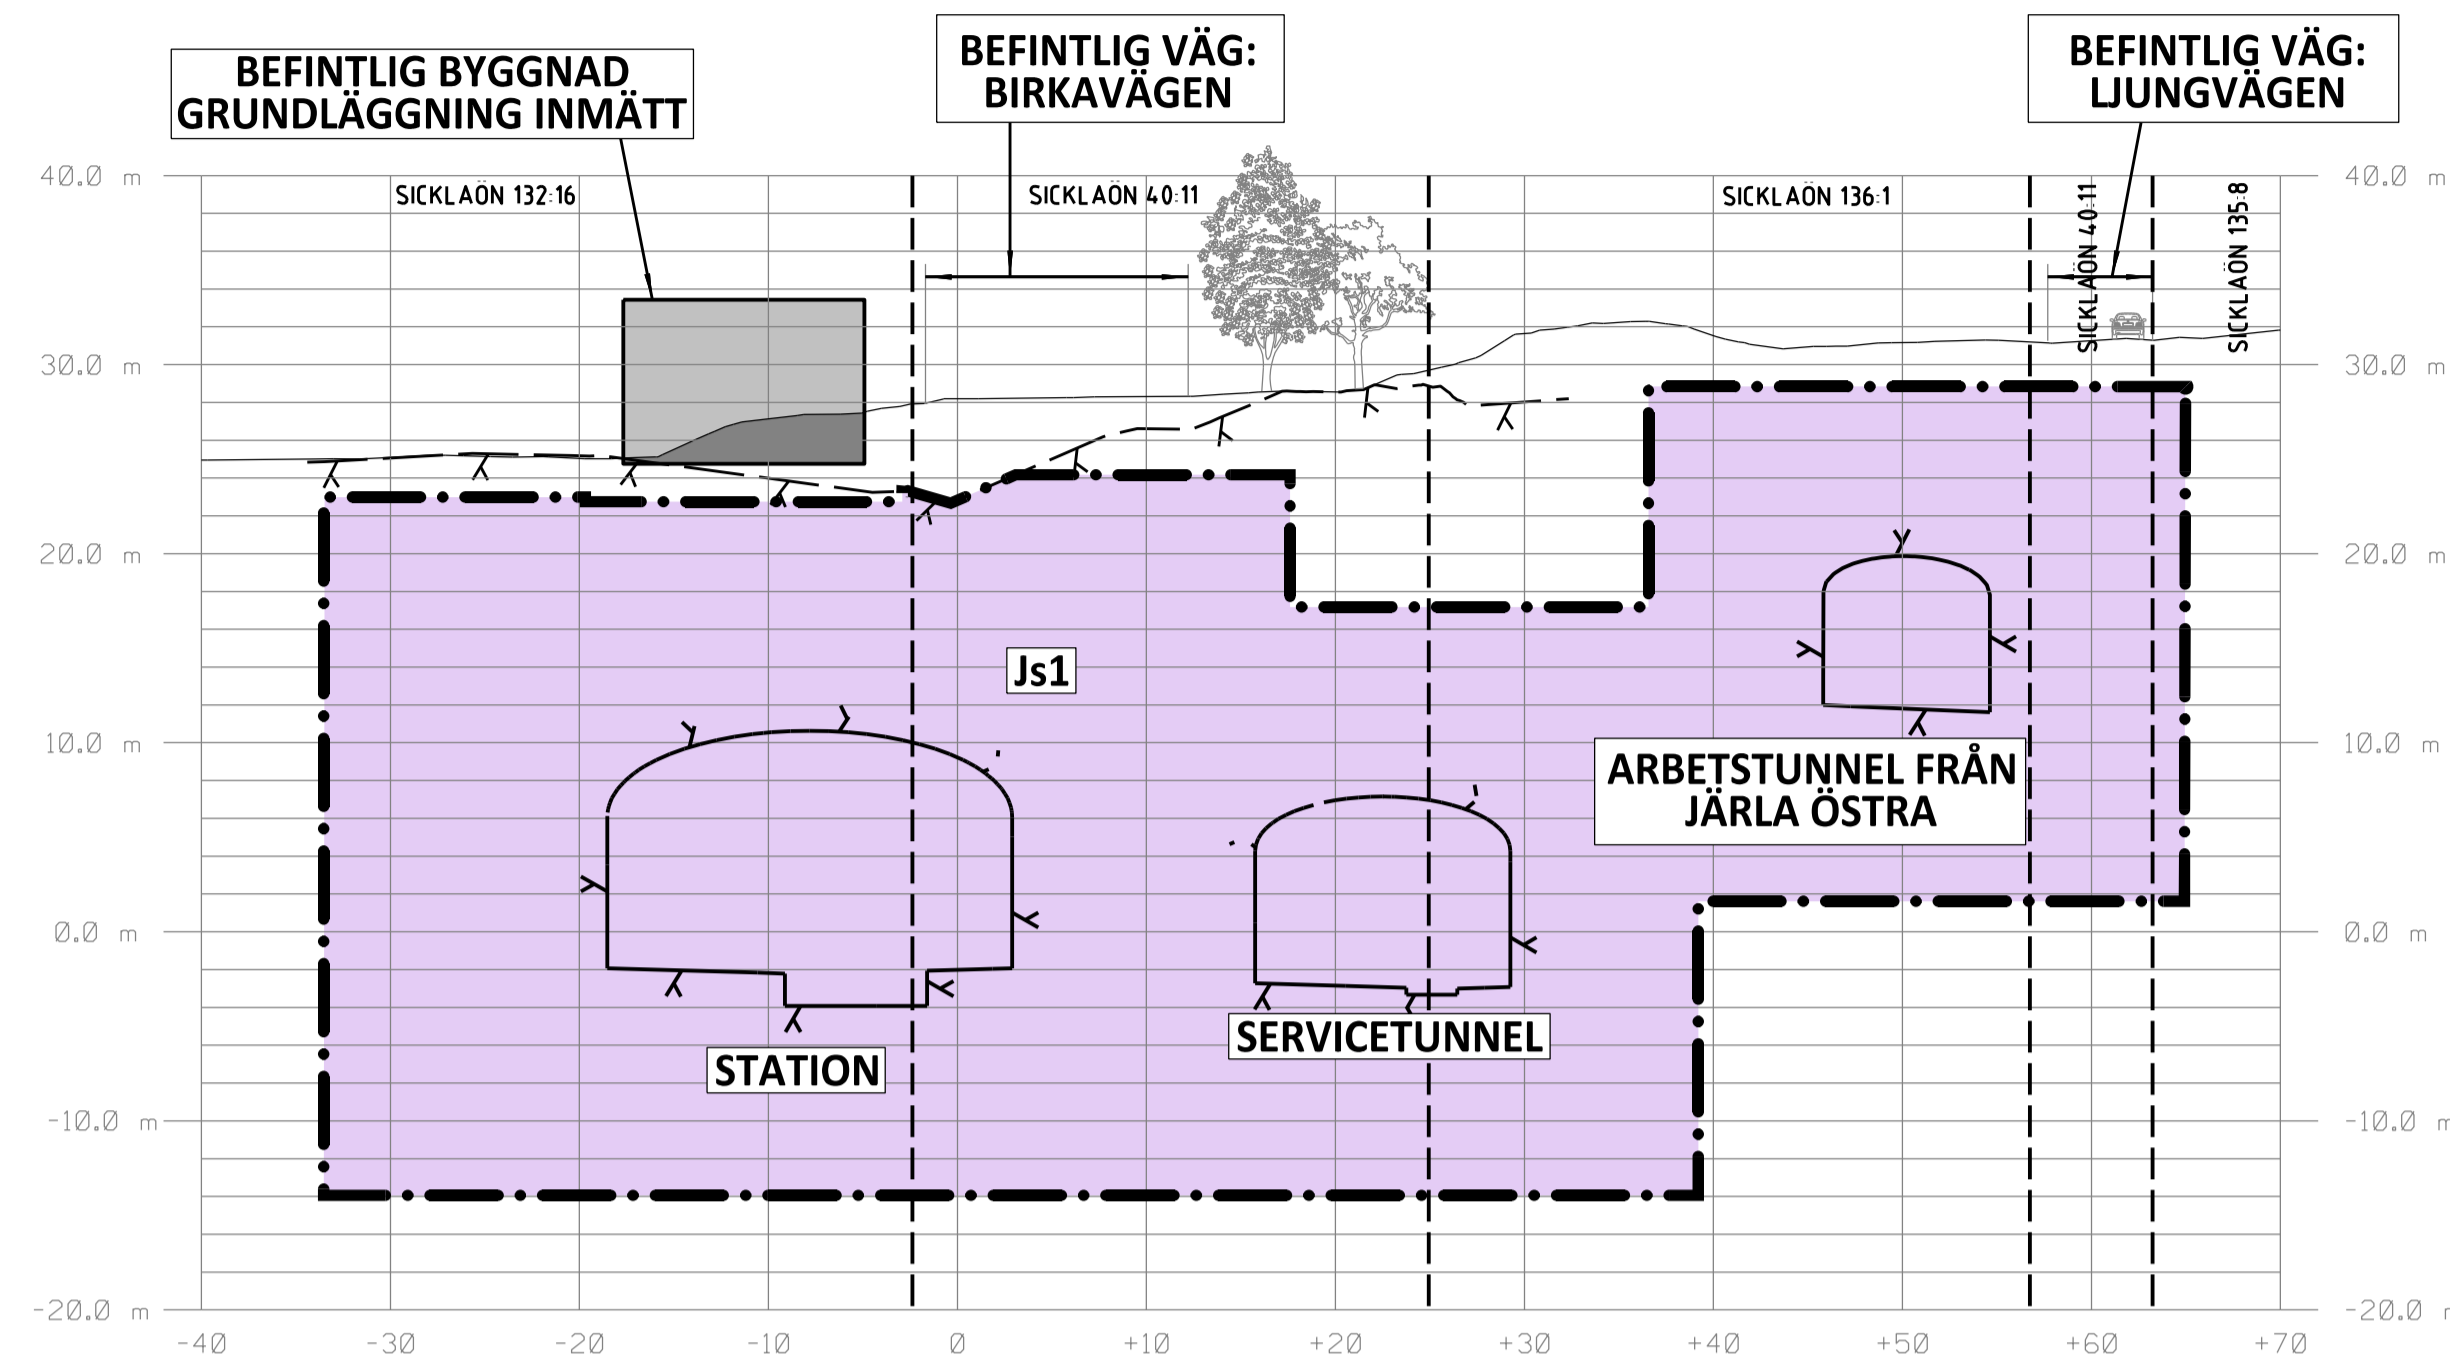 BEFINTLIG BYGGNAD
GRUNDLÄGGNING INMÄTT
BEFINTLIG VÄG:
BIRKAVÄGEN
BEFINTLIG VÄG:
LJUNGVÄGEN
40.0 m
SICKLAÖN 132:16
SICKLAÖN 40:11
SICKLAÖN 136:1
SICKLAÖN 40:11
SICKLAÖN 135:8
40.0 m
30.0 m
30.0 m
20.0 m
20.0 m
Js1
10.0 m
10.0 m
ARBETSTUNNEL FRÅN
JÄRLA ÖSTRA
0.0 m
0.0 m
SERVICETUNNEL
STATION
-10.0 m
-10.0 m
-20.0 m
-20.0 m
-40 -30 -20 -10 0 +10 +20 +30 +40 +50 +60 +70